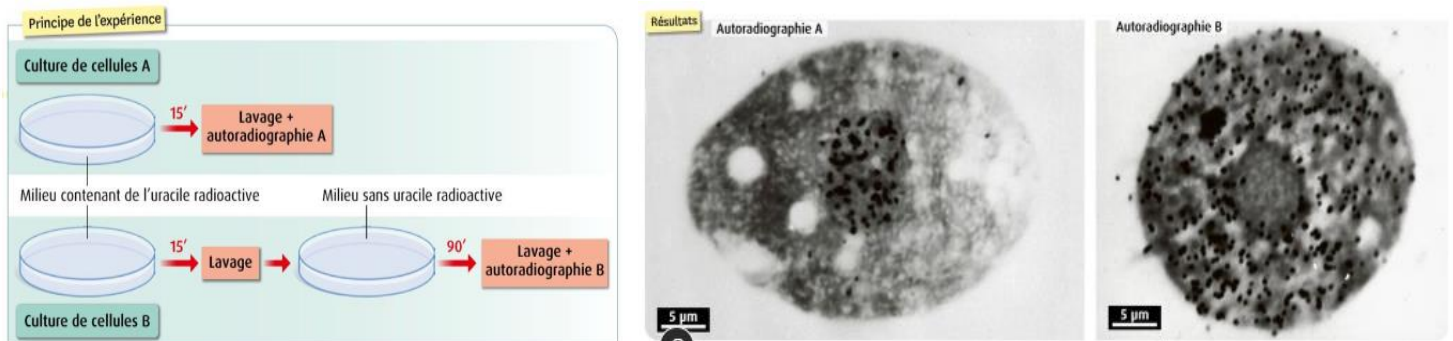 Principe de l'expérience
Culture de cellules A
15'
Lavage +
autoradiographie A
Milieu contenant de l'uracile radioactive
Milieu sans uracile radioactive
15'
Lavage
90'
Lavage +
autoradiographie B
Culture de cellules B
Résultats
Autoradiographie A
5 µm
Autoradiographie B
5 µm